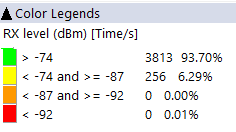 Color Legends
RX level (dBm) [Time/s]
> -74 3813 93.70%
< -74 and >= -87 256 6.29%
< -87 and >= -92 0 0.00%
< -92 0 0.01%